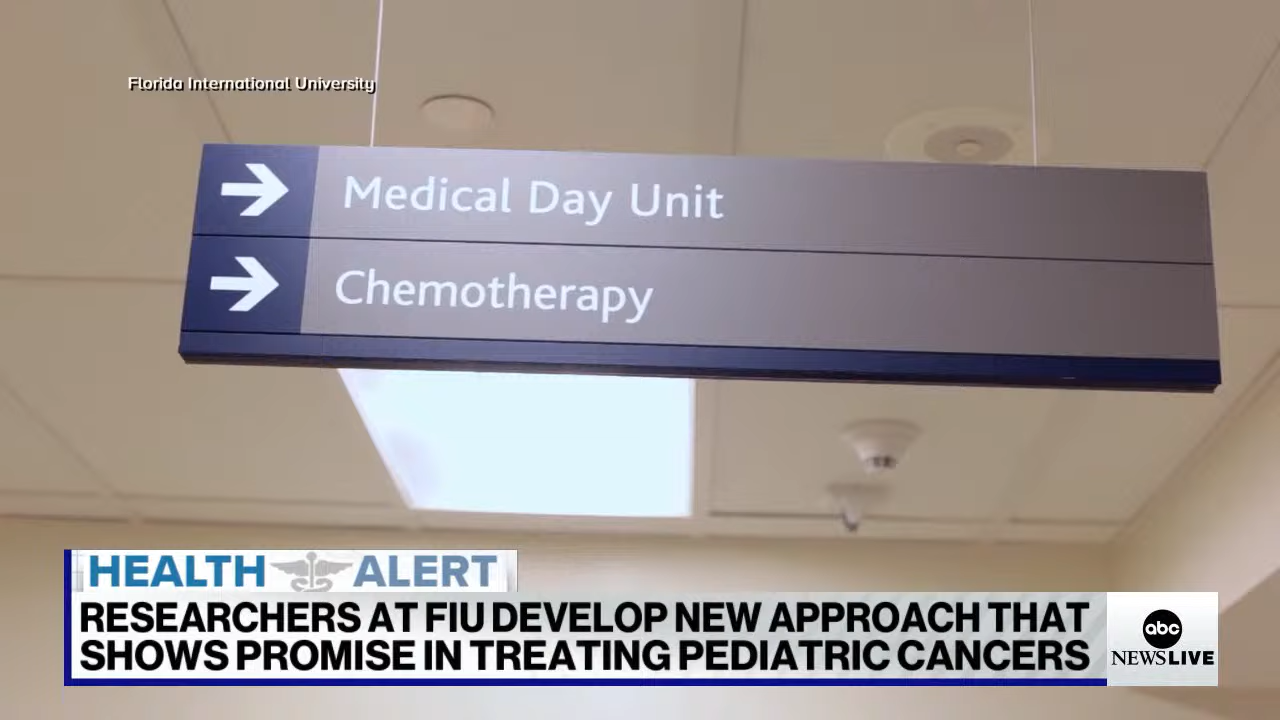 Florida International University
Medical Day Unit
Chemotherapy
HEALTH ALERT
RESEARCHERS AT FIU DEVELOP NEW APPROACH THAT
SHOWS PROMISE IN TREATING PEDIATRIC CANCERS
abc
NEWS LIVE